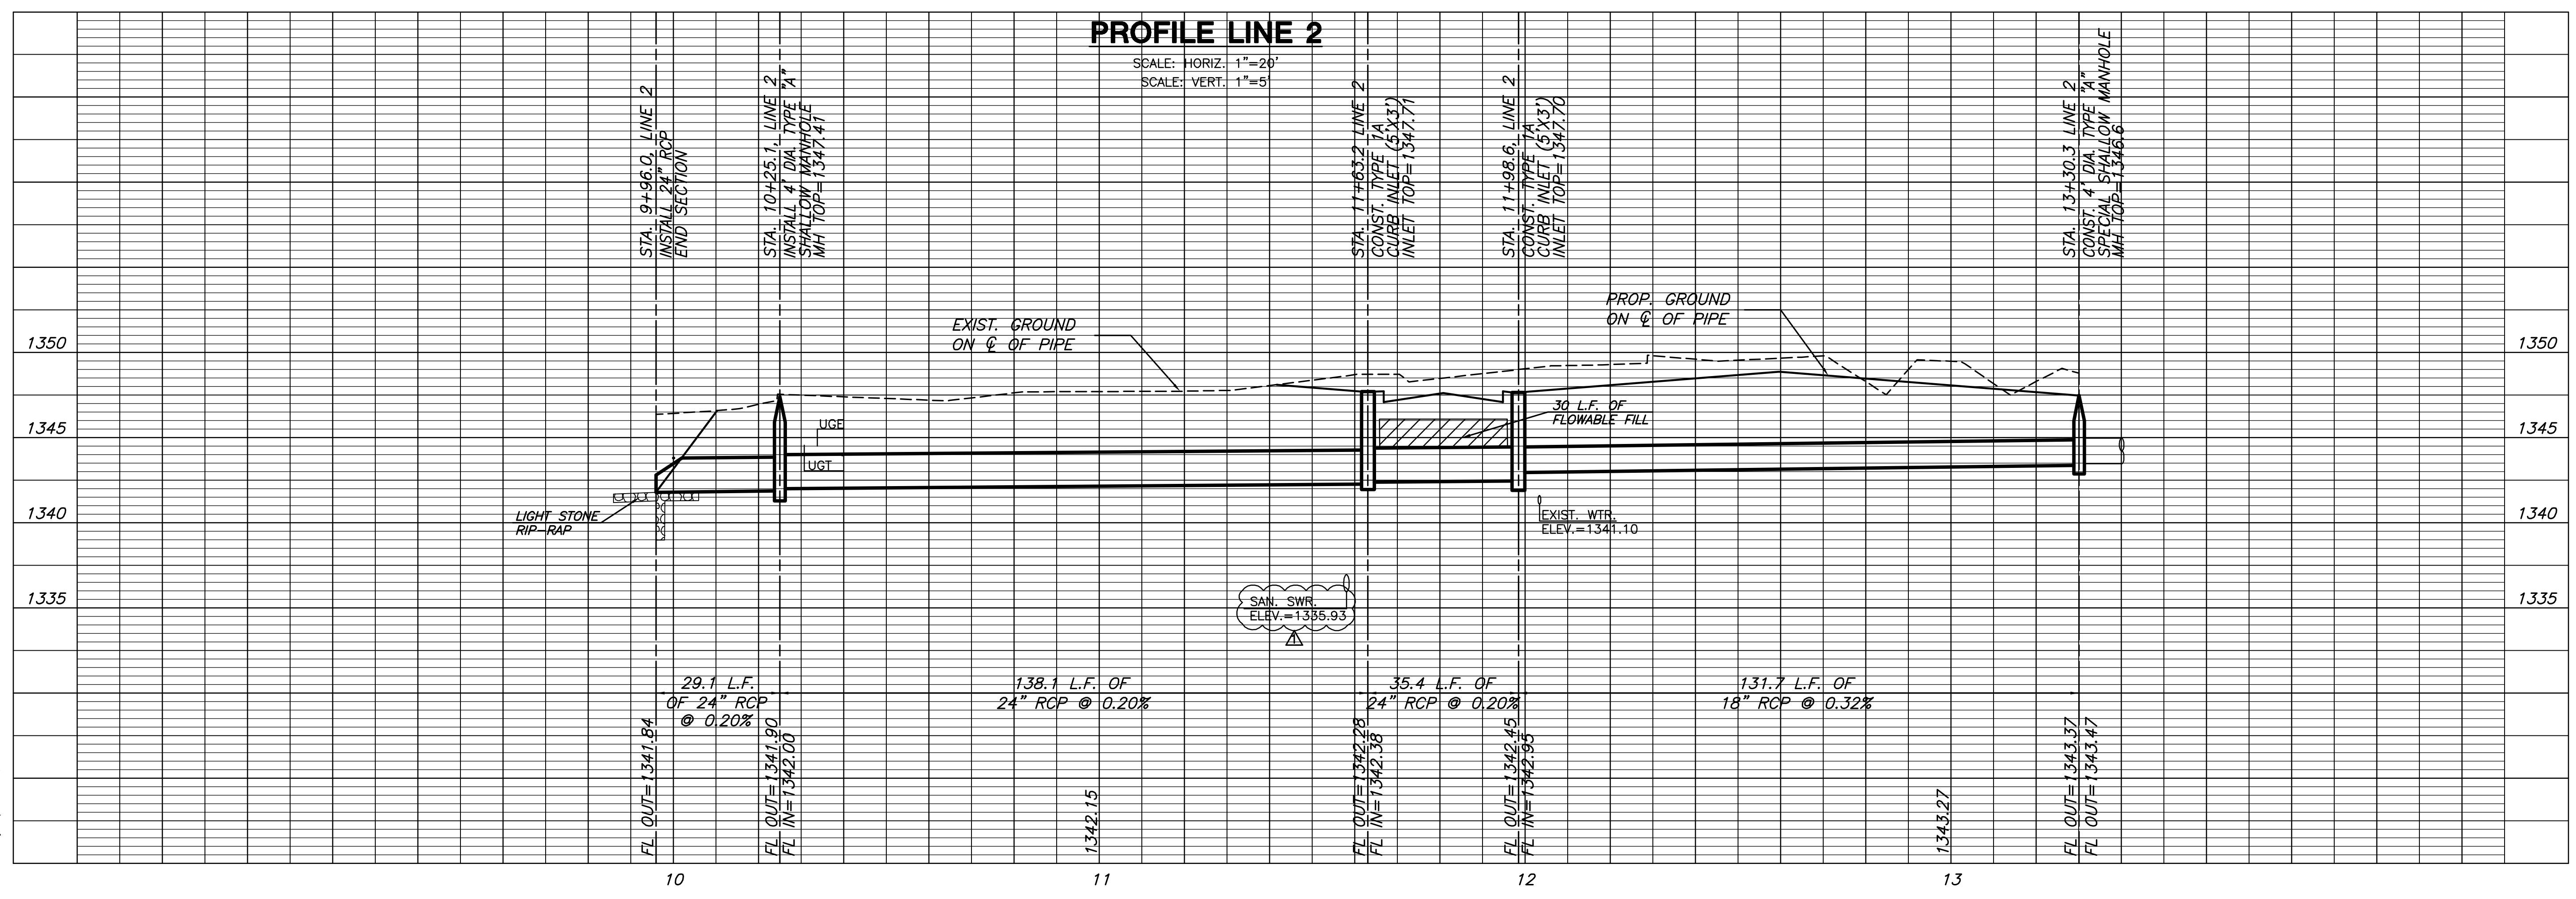 PROFILE LINE 2
SCALE: HORIZ. 1"=20'
SCALE: VERT. 1"=5'
STA. 9+96.0, LINE 2
INSTALL 24" RCP
END SECTION
STA. 10+25.1, LINE 2
INSTALL 4' DIA. TYPE "A"
SHALLOW MANHOLE
MH TOP=1347.41
STA. 11+63.2 LINE 2
CONST. TYPE 1A
CURB INLET (5'X3')
INLET TOP=1347.71
STA. 11+98.6, LINE 2
CONST. TYPE 1A
CURB INLET (5'X3')
INLET TOP=1347.70
STA. 13+30.3 LINE 2
CONST. 4' DIA. TYPE "A"
SPECIAL SHALLOW MANHOLE
MH TOP=1346.6
EXIST. GROUND
ON ℄ OF PIPE
PROP. GROUND
ON ℄ OF PIPE
1350
1350
1345
1345
1340
1340
1335
1335
UGE
UGT
30 L.F. OF
FLOWABLE FILL
LIGHT STONE
RIP-RAP
EXIST. WTR.
ELEV.=1341.10
SAN. SWR.
ELEV.=1335.93
1
29.1 L.F.
OF 24" RCP
@ 0.20%
138.1 L.F. OF
24" RCP @ 0.20%
35.4 L.F. OF
24" RCP @ 0.20%
131.7 L.F. OF
18" RCP @ 0.32%
FL OUT=1341.84
FL OUT=1341.90
FL IN=1342.00
1342.15
FL OUT=1342.28
FL IN=1342.38
FL OUT=1342.45
FL IN=1342.95
1343.27
FL OUT=1343.37
FL OUT=1343.47
10
11
12
13